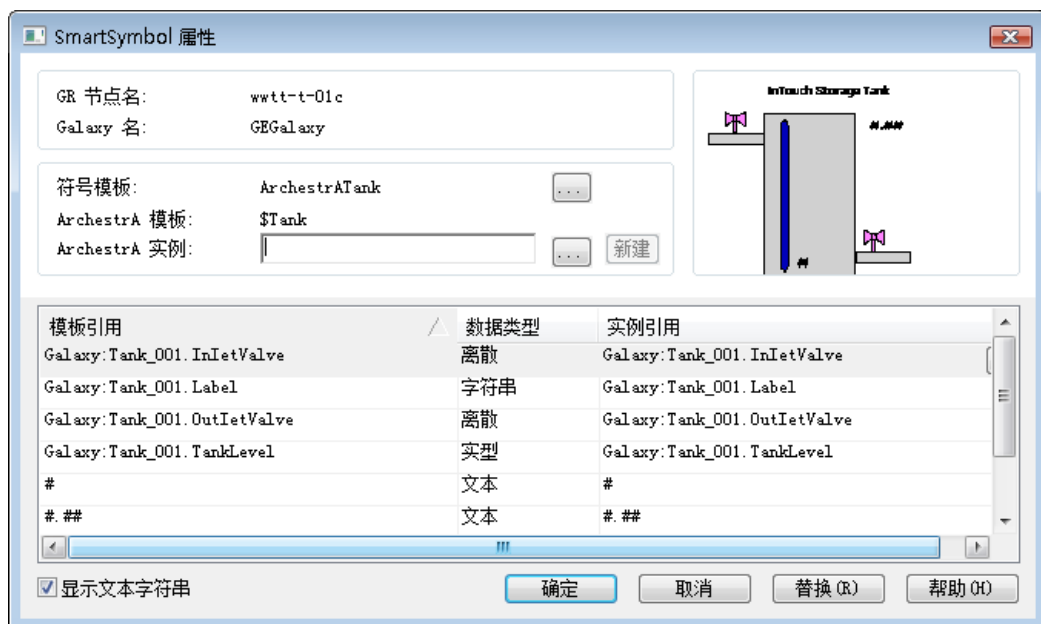 SmartSymbol 属性
GR 节点名: wwtt-t-01c
Galaxy 名: GEGalaxy
符号模板: ArchestrATank ...
ArchestrA 模板: $Tank
ArchestrA 实例: ... 新建
InTouch Storage Tank
#.##
#
模板引用 数据类型 实例引用
Galaxy:Tank_001.InIetValve 离散 Galaxy:Tank_001.InIetValve
Galaxy:Tank_001.Label 字符串 Galaxy:Tank_001.Label
Galaxy:Tank_001.OutIetValve 离散 Galaxy:Tank_001.OutIetValve
Galaxy:Tank_001.TankLevel 实型 Galaxy:Tank_001.TankLevel
# 文本 #
#.## 文本 #.##
显示文本字符串 确定 取消 替换(R) 帮助(H)